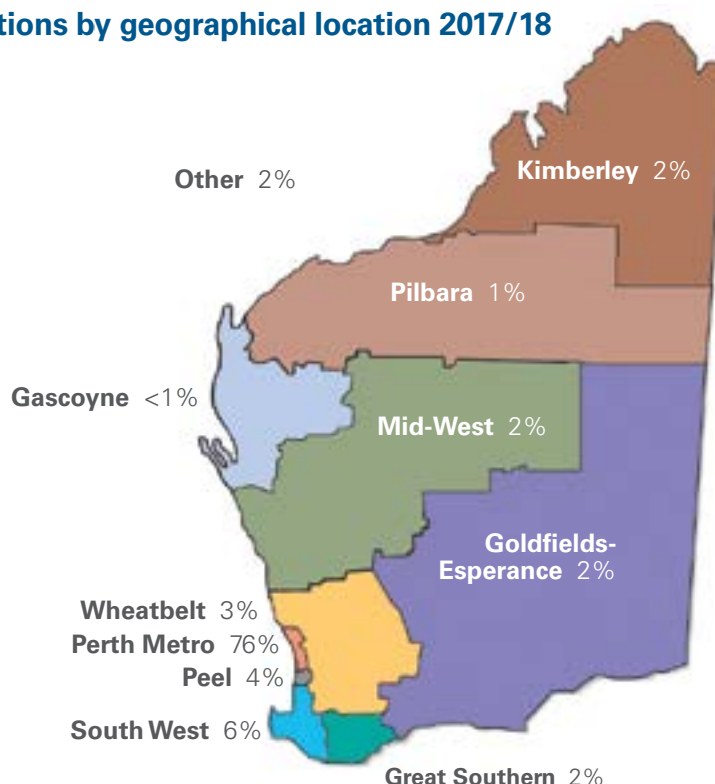 tions by geographical location 2017/18
Other 2%
Kimberley 2%
Pilbara 1%
Gascoyne <1%
Mid-West 2%
Goldfields-
Esperance 2%
Wheatbelt 3%
Perth Metro 76%
Peel 4%
South West 6%
Great Southern 2%